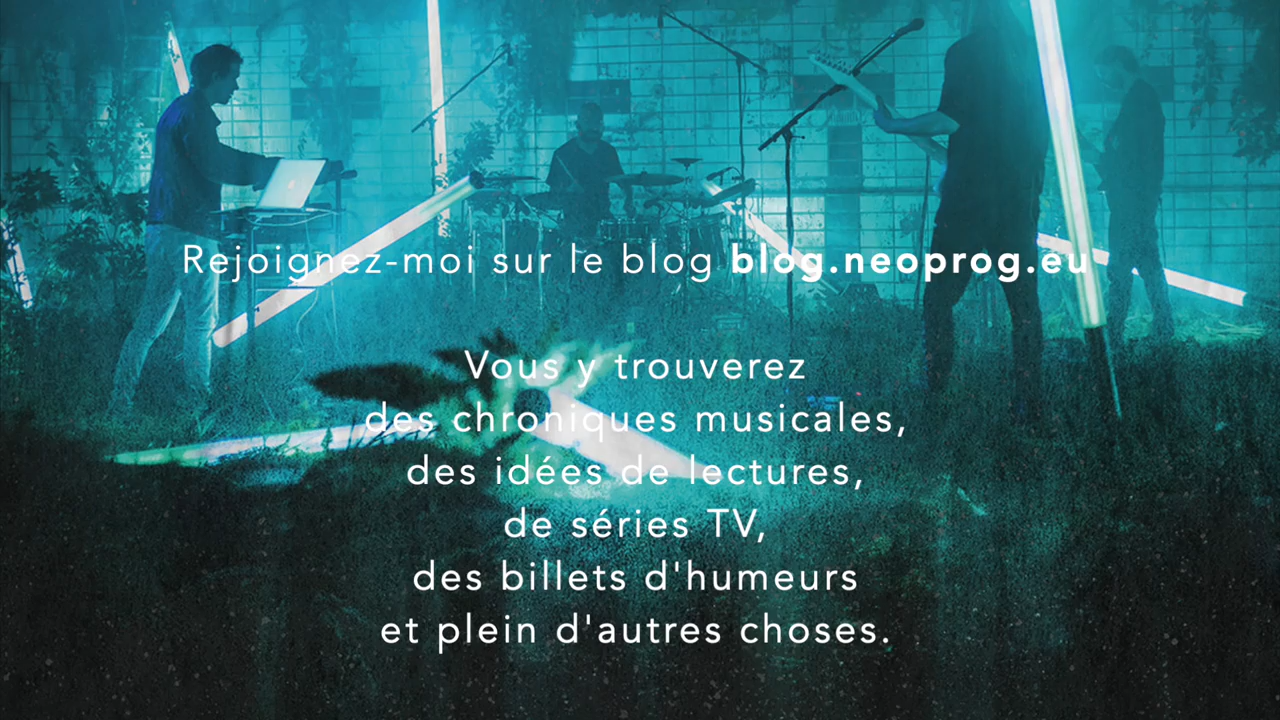 Rejoignez-moi sur le blog blog.neoprog.eu
Vous y trouverez
des chroniques musicales,
des idées de lectures,
de séries TV,
des billets d'humeurs
et plein d'autres choses.